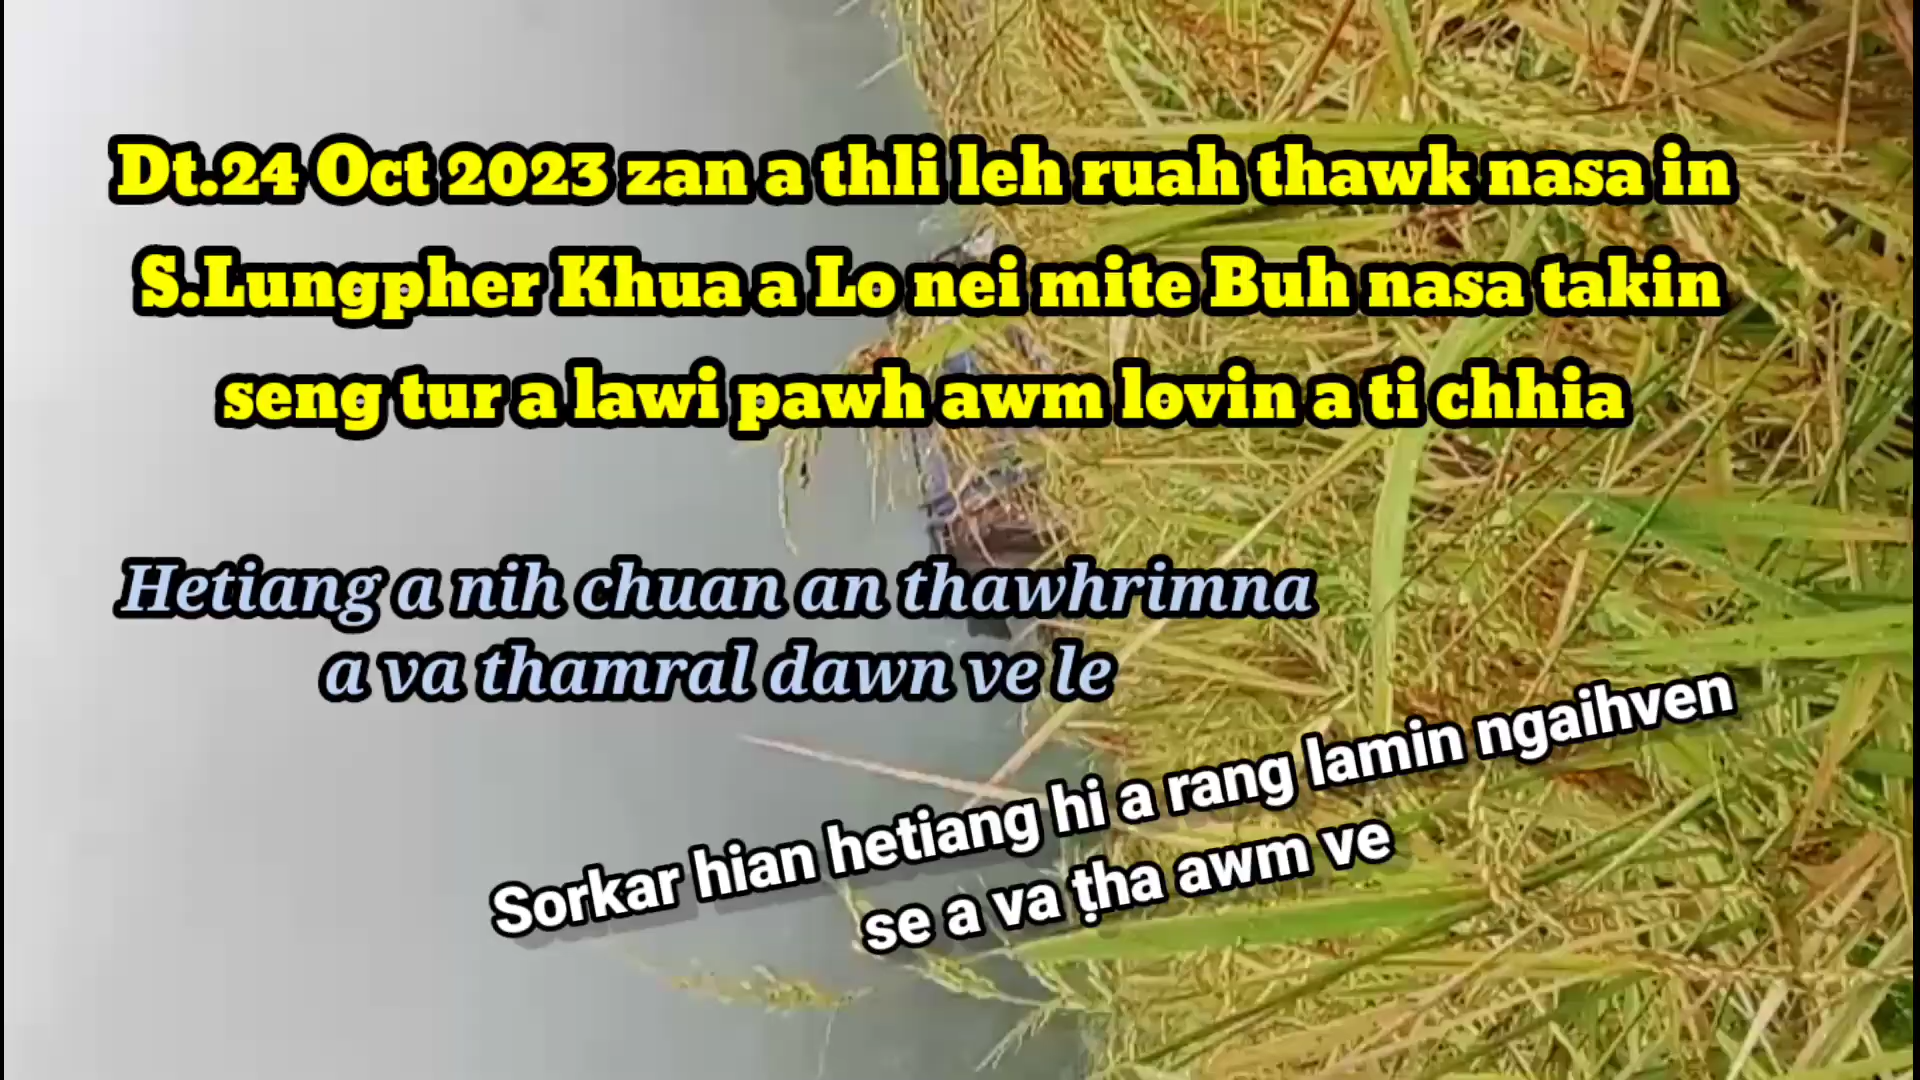 Dt.24 Oct 2023 zan a thli leh ruah thawk nasa in
S.Lungpher Khua a Lo nei mite Buh nasa takin
seng tur a lawi pawh awm lovin a ti chhia
Hetiang a nih chuan an thawhrimna
a va thamral dawn ve le
Sorkar hian hetiang hi a rang lamin ngaihven
se a va ṭha awm ve